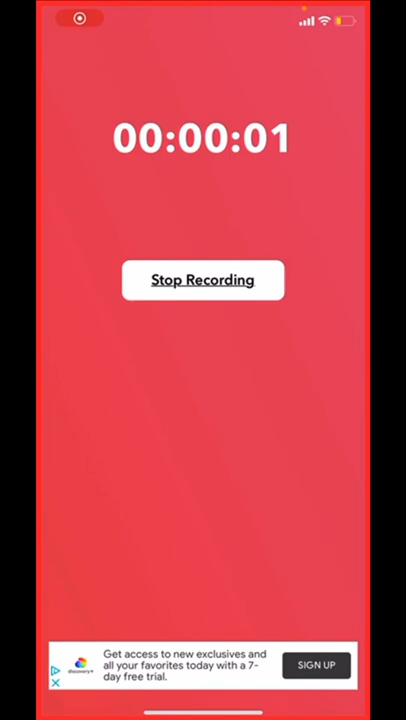 00:00:01
Stop Recording
Get access to new exclusives and
all your favorites today with a 7-
day free trial.
discovery+
SIGN UP